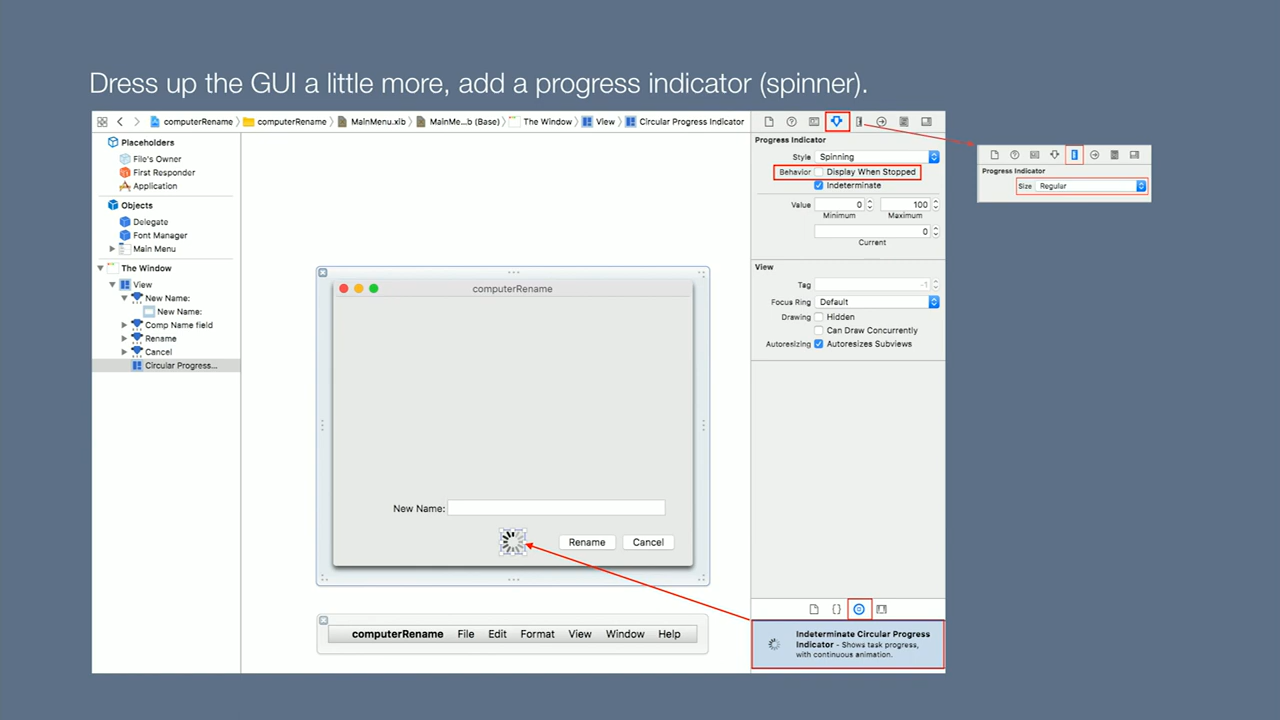 Dress up the GUI a little more, add a progress indicator (spinner).
computerRename
computerRename
MainMenu.xib
MainMe...b (Base)
The Window
View
Circular Progress Indicator
Placeholders
File's Owner
First Responder
Application
Objects
Delegate
Font Manager
Main Menu
The Window
View
New Name:
New Name:
Comp Name field
Rename
Cancel
Circular Progress...
computerRename
New Name:
Rename
Cancel
computerRename File Edit Format View Window Help
Progress Indicator
Style Spinning
Behavior Display When Stopped
Indeterminate
Value 0 100
Minimum Maximum
0
Current
View
Tag -1
Focus Ring Default
Drawing Hidden
Can Draw Concurrently
Autoresizing Autoresizes Subviews
{}
Indeterminate Circular Progress
Indicator - Shows task progress,
with continuous animation.
Progress Indicator
Size Regular